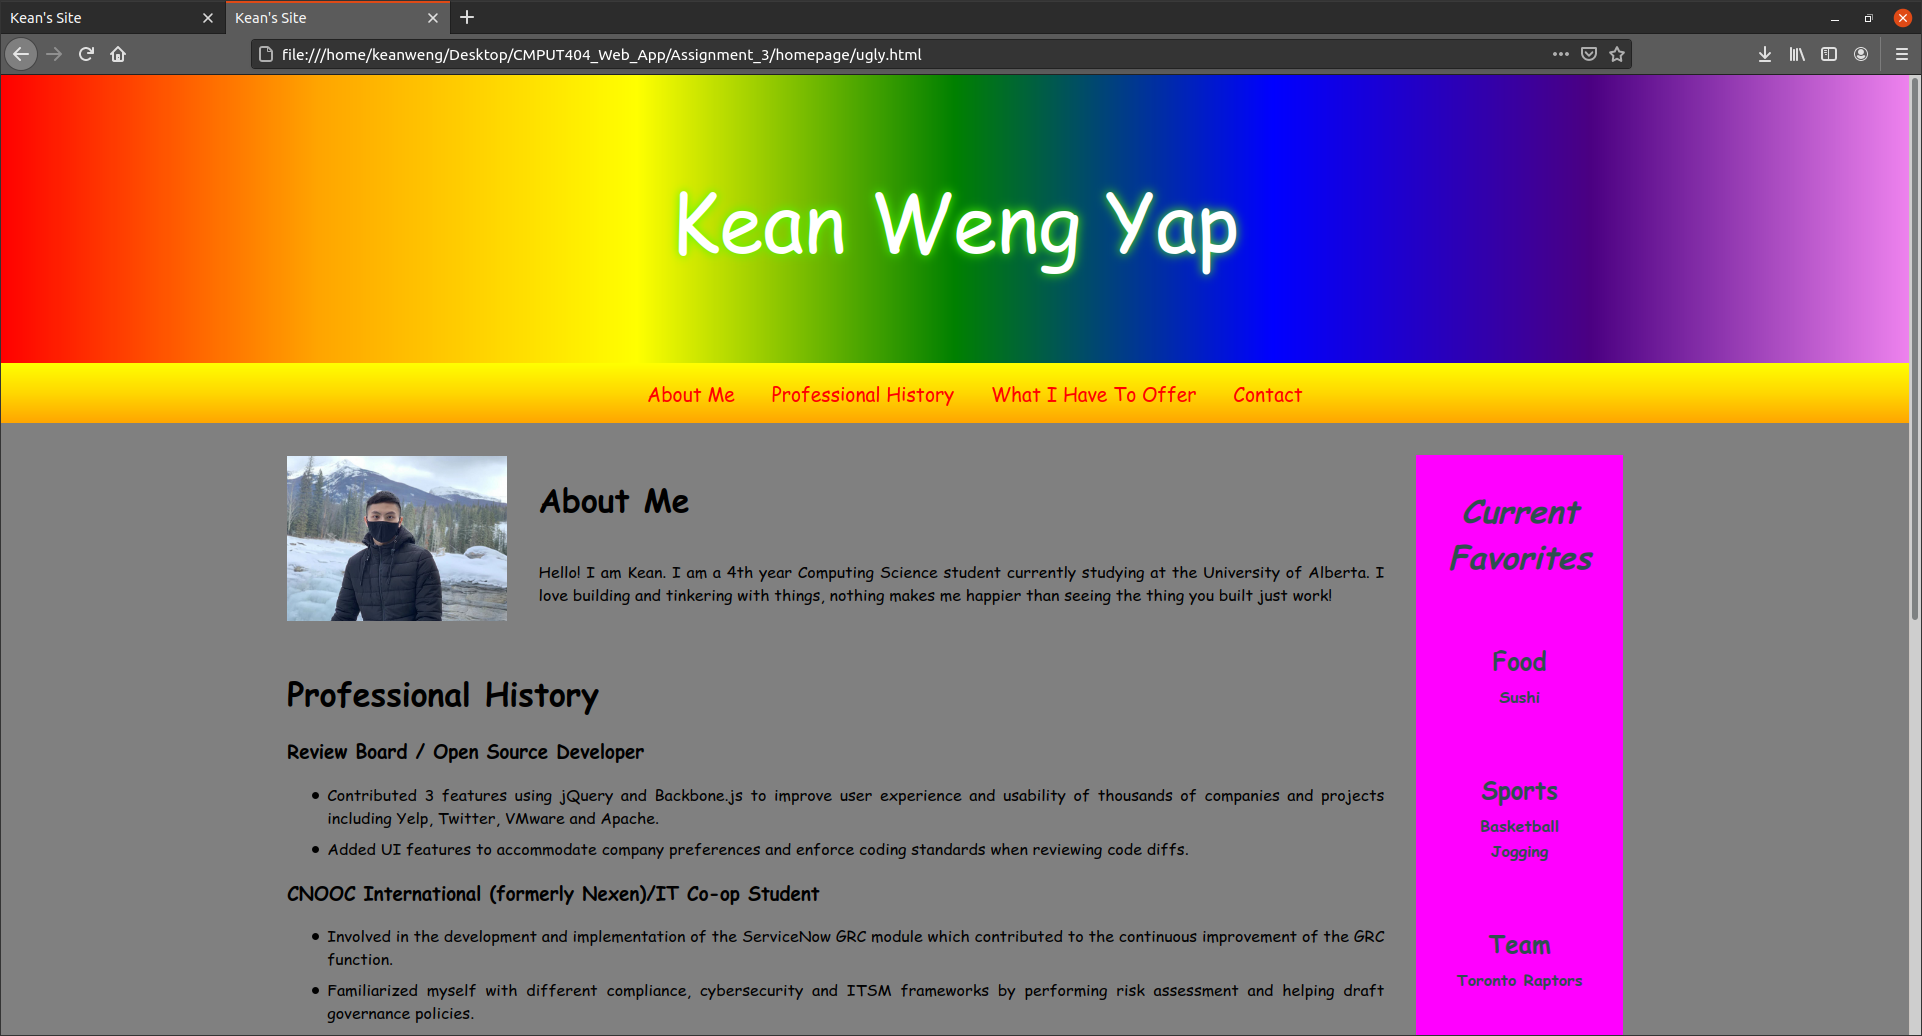 Kean's Site
Kean's Site
file:///home/keanweng/Desktop/CMPUT404_Web_App/Assignment_3/homepage/ugly.html
Kean Weng Yap
About Me
Professional History
What I Have To Offer
Contact
About Me
Hello! I am Kean. I am a 4th year Computing Science student currently studying at the University of Alberta. I
love building and tinkering with things, nothing makes me happier than seeing the thing you built just work!
Professional History
Review Board / Open Source Developer
Contributed 3 features using jQuery and Backbone.js to improve user experience and usability of thousands of companies and projects
including Yelp, Twitter, VMware and Apache.
Added UI features to accommodate company preferences and enforce coding standards when reviewing code diffs.
CNOOC International (formerly Nexen)/IT Co-op Student
Involved in the development and implementation of the ServiceNow GRC module which contributed to the continuous improvement of the GRC
function.
Familiarized myself with different compliance, cybersecurity and ITSM frameworks by performing risk assessment and helping draft
governance policies.
Current
Favorites
Food
Sushi
Sports
Basketball
Jogging
Team
Toronto Raptors